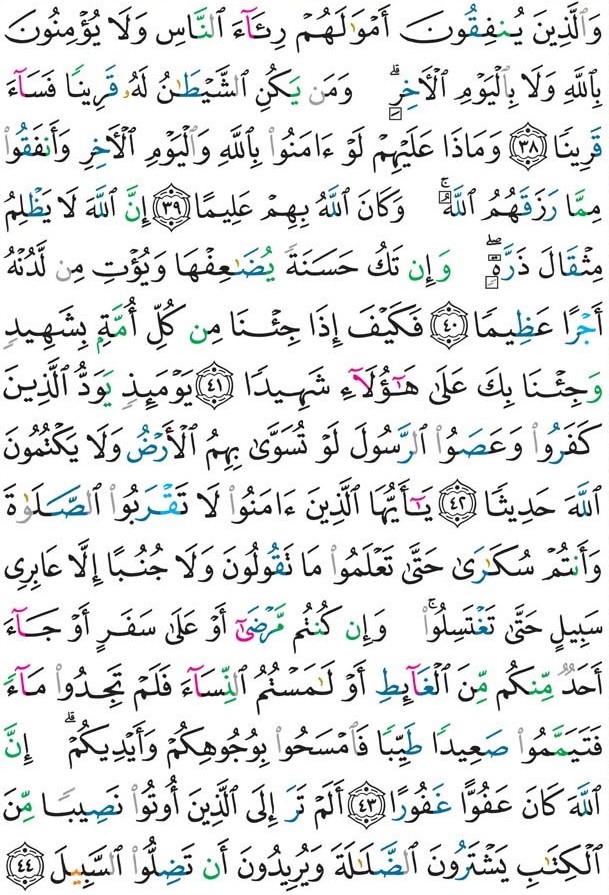 وَٱلَّذِينَ يُنفِقُونَ أَمۡوَٰلَهُمۡ رِئَآءَ ٱلنَّاسِ وَلَا يُؤۡمِنُونَ
بِٱللَّهِ وَلَا بِٱلۡيَوۡمِ ٱلۡأٓخِرِۗ وَمَن يَكُنِ ٱلشَّيۡطَٰنُ لَهُۥ قَرِينٗا فَسَآءَ
قَرِينٗا ٣٨ وَمَاذَا عَلَيۡهِمۡ لَوۡ ءَامَنُواْ بِٱللَّهِ وَٱلۡيَوۡمِ ٱلۡأٓخِرِ وَأَنفَقُواْ
مِمَّا رَزَقَهُمُ ٱللَّهُۚ وَكَانَ ٱللَّهُ بِهِمۡ عَلِيمًا ٣٩ إِنَّ ٱللَّهَ لَا يَظۡلِمُ
مِثۡقَالَ ذَرَّةٖۖ وَإِن تَكُ حَسَنَةٗ يُضَٰعِفۡهَا وَيُؤۡتِ مِن لَّدُنۡهُ
أَجۡرًا عَظِيمٗا ٤٠ فَكَيۡفَ إِذَا جِئۡنَا مِن كُلِّ أُمَّةِۭ بِشَهِيدٖ
وَجِئۡنَا بِكَ عَلَىٰ هَٰٓؤُلَآءِ شَهِيدٗا ٤١ يَوۡمَئِذٖ يَوَدُّ ٱلَّذِينَ
كَفَرُواْ وَعَصَوُاْ ٱلرَّسُولَ لَوۡ تُسَوَّىٰ بِهِمُ ٱلۡأَرۡضُ وَلَا يَكۡتُمُونَ
ٱللَّهَ حَدِيثٗا ٤٢ يَٰٓأَيُّهَا ٱلَّذِينَ ءَامَنُواْ لَا تَقۡرَبُواْ ٱلصَّلَوٰةَ
وَأَنتُمۡ سُكَٰرَىٰ حَتَّىٰ تَعۡلَمُواْ مَا تَقُولُونَ وَلَا جُنُبًا إِلَّا عَابِرِي
سَبِيلٍ حَتَّىٰ تَغۡتَسِلُواْۚ وَإِن كُنتُم مَّرۡضَىٰٓ أَوۡ عَلَىٰ سَفَرٍ أَوۡ جَآءَ
أَحَدٞ مِّنكُم مِّنَ ٱلۡغَآئِطِ أَوۡ لَٰمَسۡتُمُ ٱلنِّسَآءَ فَلَمۡ تَجِدُواْ مَآءٗ
فَتَيَمَّمُواْ صَعِيدٗا طَيِّبٗا فَٱمۡسَحُواْ بِوُجُوهِكُمۡ وَأَيۡدِيكُمۡۗ إِنَّ
ٱللَّهَ كَانَ عَفُوًّا غَفُورًا ٤٣ أَلَمۡ تَرَ إِلَى ٱلَّذِينَ أُوتُواْ نَصِيبٗا مِّنَ
ٱلۡكِتَٰبِ يَشۡتَرُونَ ٱلضَّلَٰلَةَ وَيُرِيدُونَ أَن تَضِلُّواْ ٱلسَّبِيلَ ٤٤